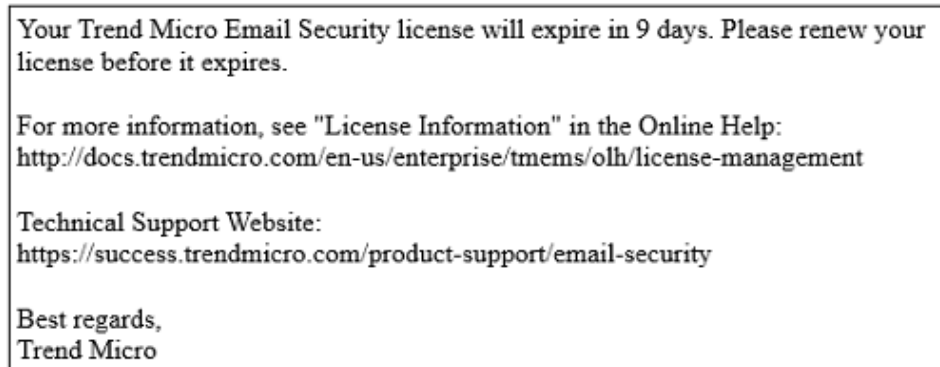 Your Trend Micro Email Security license will expire in 9 days. Please renew your
license before it expires.
For more information, see "License Information" in the Online Help:
http://docs.trendmicro.com/en-us/enterprise/tmems/olh/license-management
Technical Support Website:
https://success.trendmicro.com/product-support/email-security
Best regards,
Trend Micro